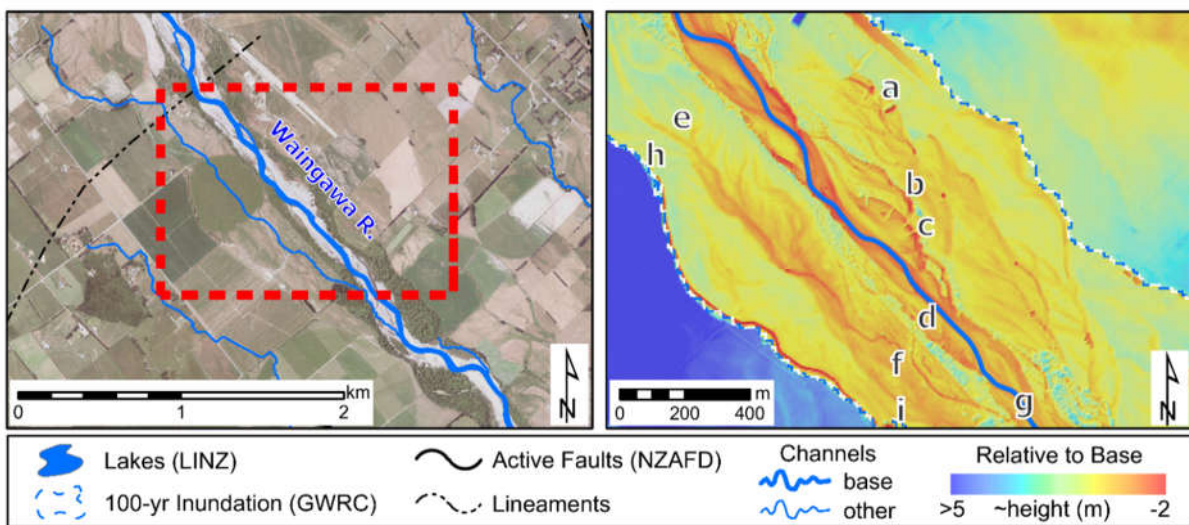 Waingawa R.
km
0 1 2
N
a
e
h
b
c
d
f
g
i
m
0 200 400
N
Lakes (LINZ)
100-yr Inundation (GWRC)
Active Faults (NZAFD)
Lineaments
Channels
base
other
Relative to Base
>5 ~height (m) -2